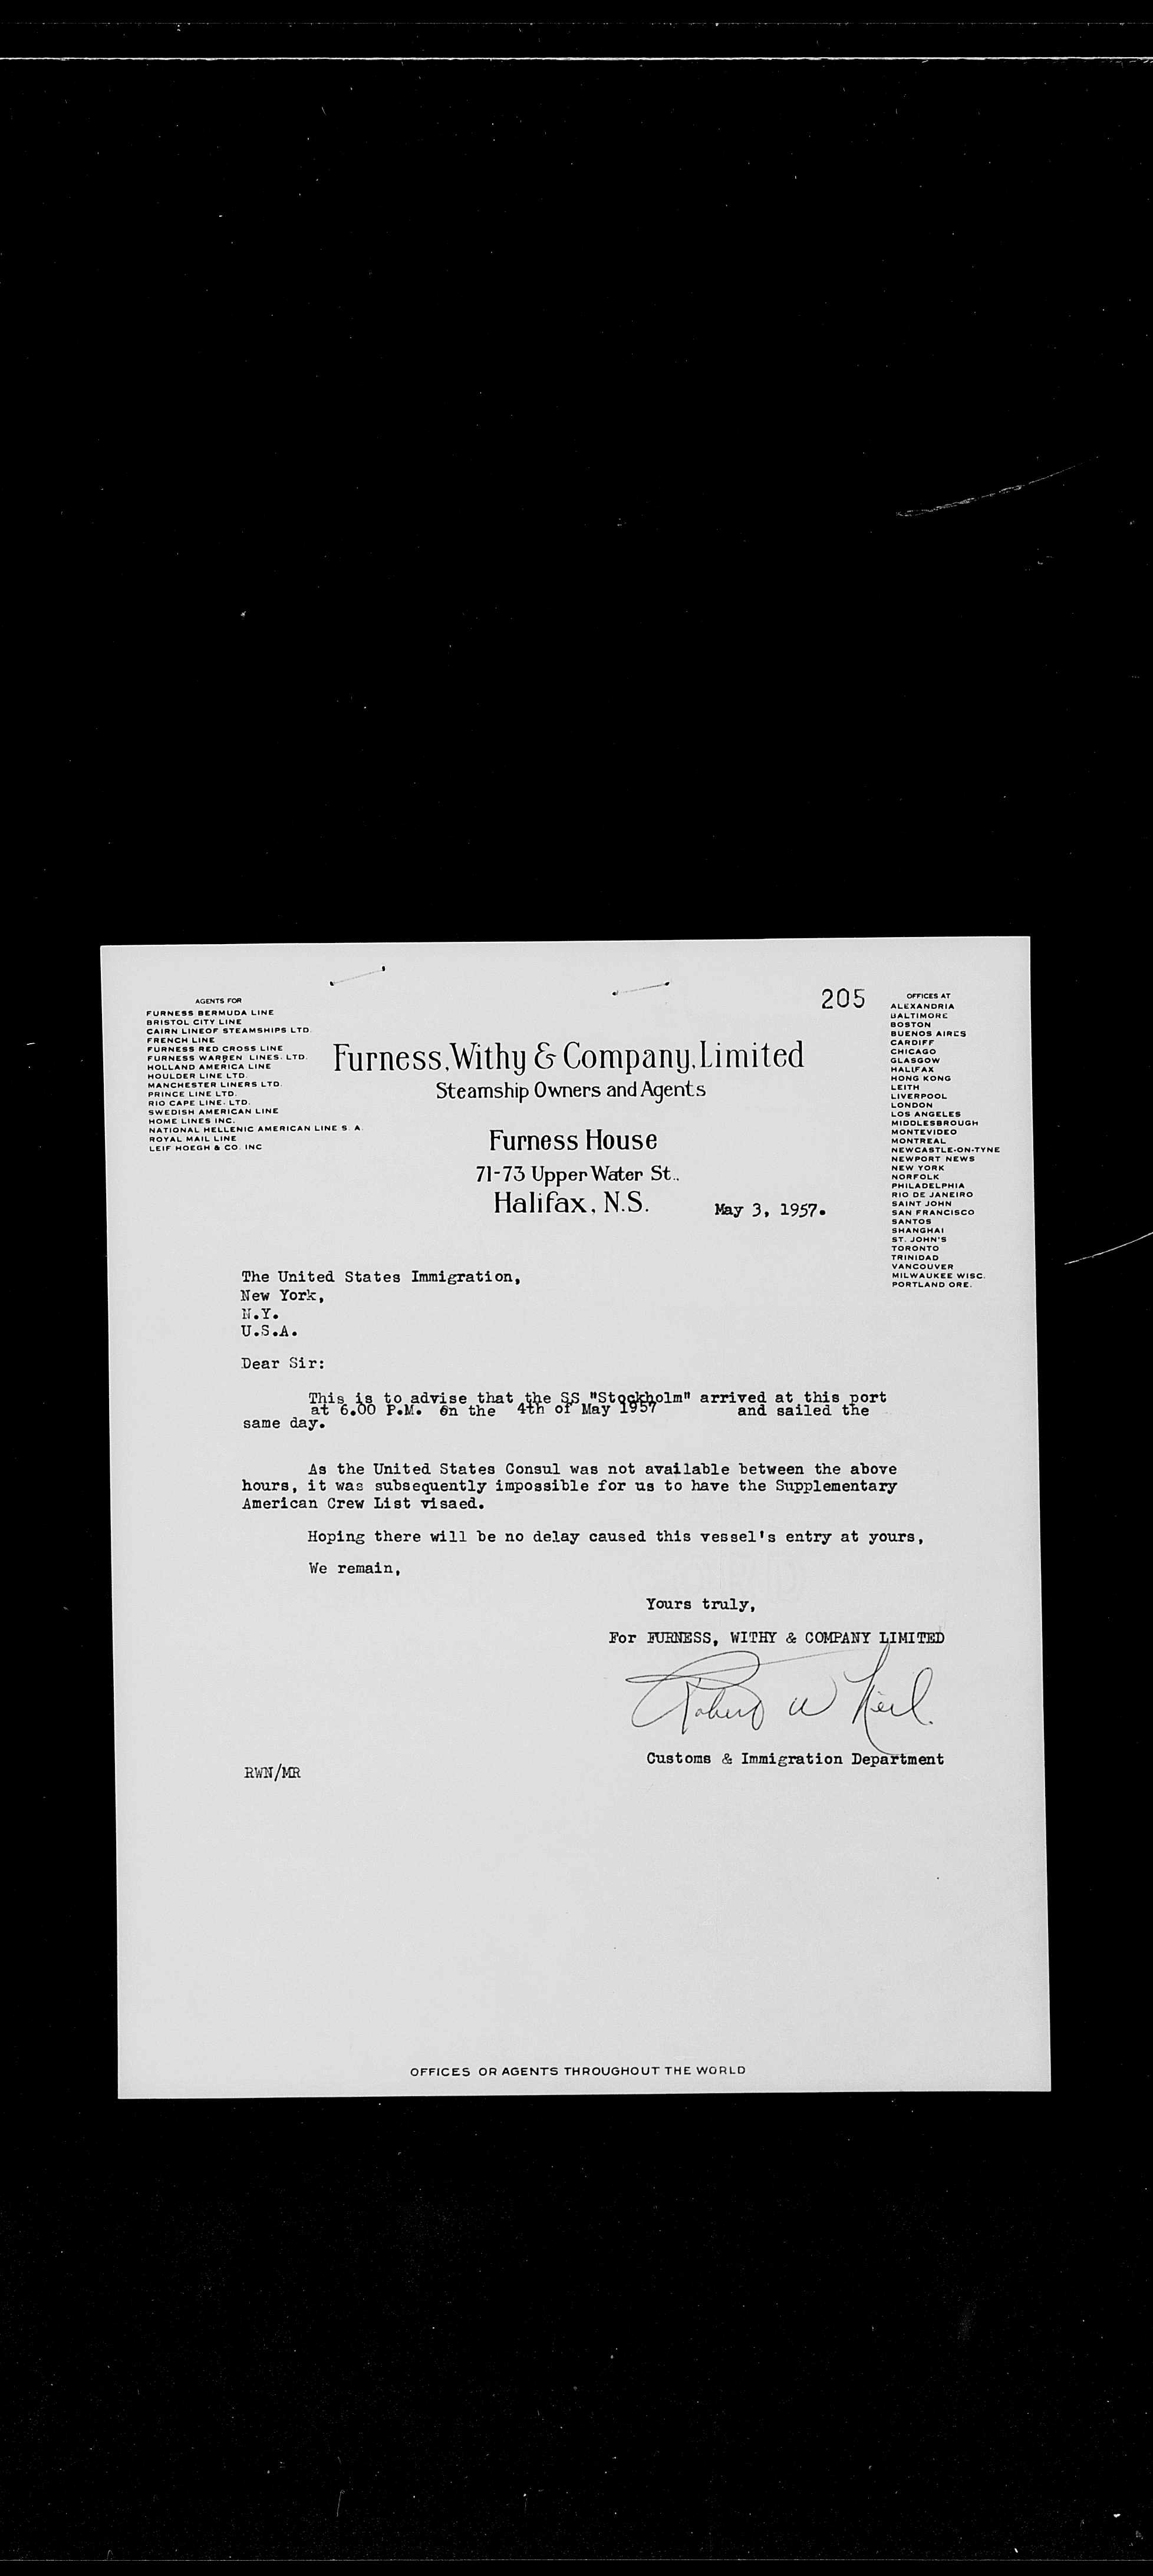 205
AGENTS FOR
FURNESS BERMUDA LINE
BRISTOL CITY LINE
CAIRN LINEOF STEAMSHIPS LTD.
FRENCH LINE
FURNESS RED CROSS LINE
FURNESS WARREN LINES. LTD.
HOLLAND AMERICA LINE
HOULDER LINE LTD.
MANCHESTER LINERS LTD.
PRINCE LINE LTD.
RIO CAPE LINE. LTD.
SWEDISH AMERICAN LINE
HOME LINES INC.
NATIONAL HELLENIC AMERICAN LINE S. A.
ROYAL MAIL LINE
LEIF HOEGH & CO. INC
Furness, Withy & Company, Limited
Steamship Owners and Agents
Furness House
71-73 Upper Water St..
Halifax, N.S.
May 3, 1957.
OFFICES AT
ALEXANDRIA
BALTIMORE
BOSTON
BUENOS AIRES
CARDIFF
CHICAGO
GLASGOW
HALIFAX
HONG KONG
LEITH
LIVERPOOL
LONDON
LOS ANGELES
MIDDLESBROUGH
MONTEVIDEO
MONTREAL
NEWCASTLE-ON-TYNE
NEWPORT NEWS
NEW YORK
NORFOLK
PHILADELPHIA
RIO DE JANEIRO
SAINT JOHN
SAN FRANCISCO
SANTOS
SHANGHAI
ST. JOHN'S
TORONTO
TRINIDAD
VANCOUVER
MILWAUKEE WISC.
PORTLAND ORE.
The United States Immigration,
New York,
N.Y.
U.S.A.
Dear Sir:
This is to advise that the SS "Stockholm" arrived at this port
at 6.00 P.M. on the 4th of May 1957 and sailed the
same day.
As the United States Consul was not available between the above
hours, it was subsequently impossible for us to have the Supplementary
American Crew List visaed.
Hoping there will be no delay caused this vessel's entry at yours,
We remain,
Yours truly,
For FURNESS, WITHY & COMPANY LIMITED
Robert W Neil.
Customs & Immigration Department
RWN/MR
OFFICES OR AGENTS THROUGHOUT THE WORLD